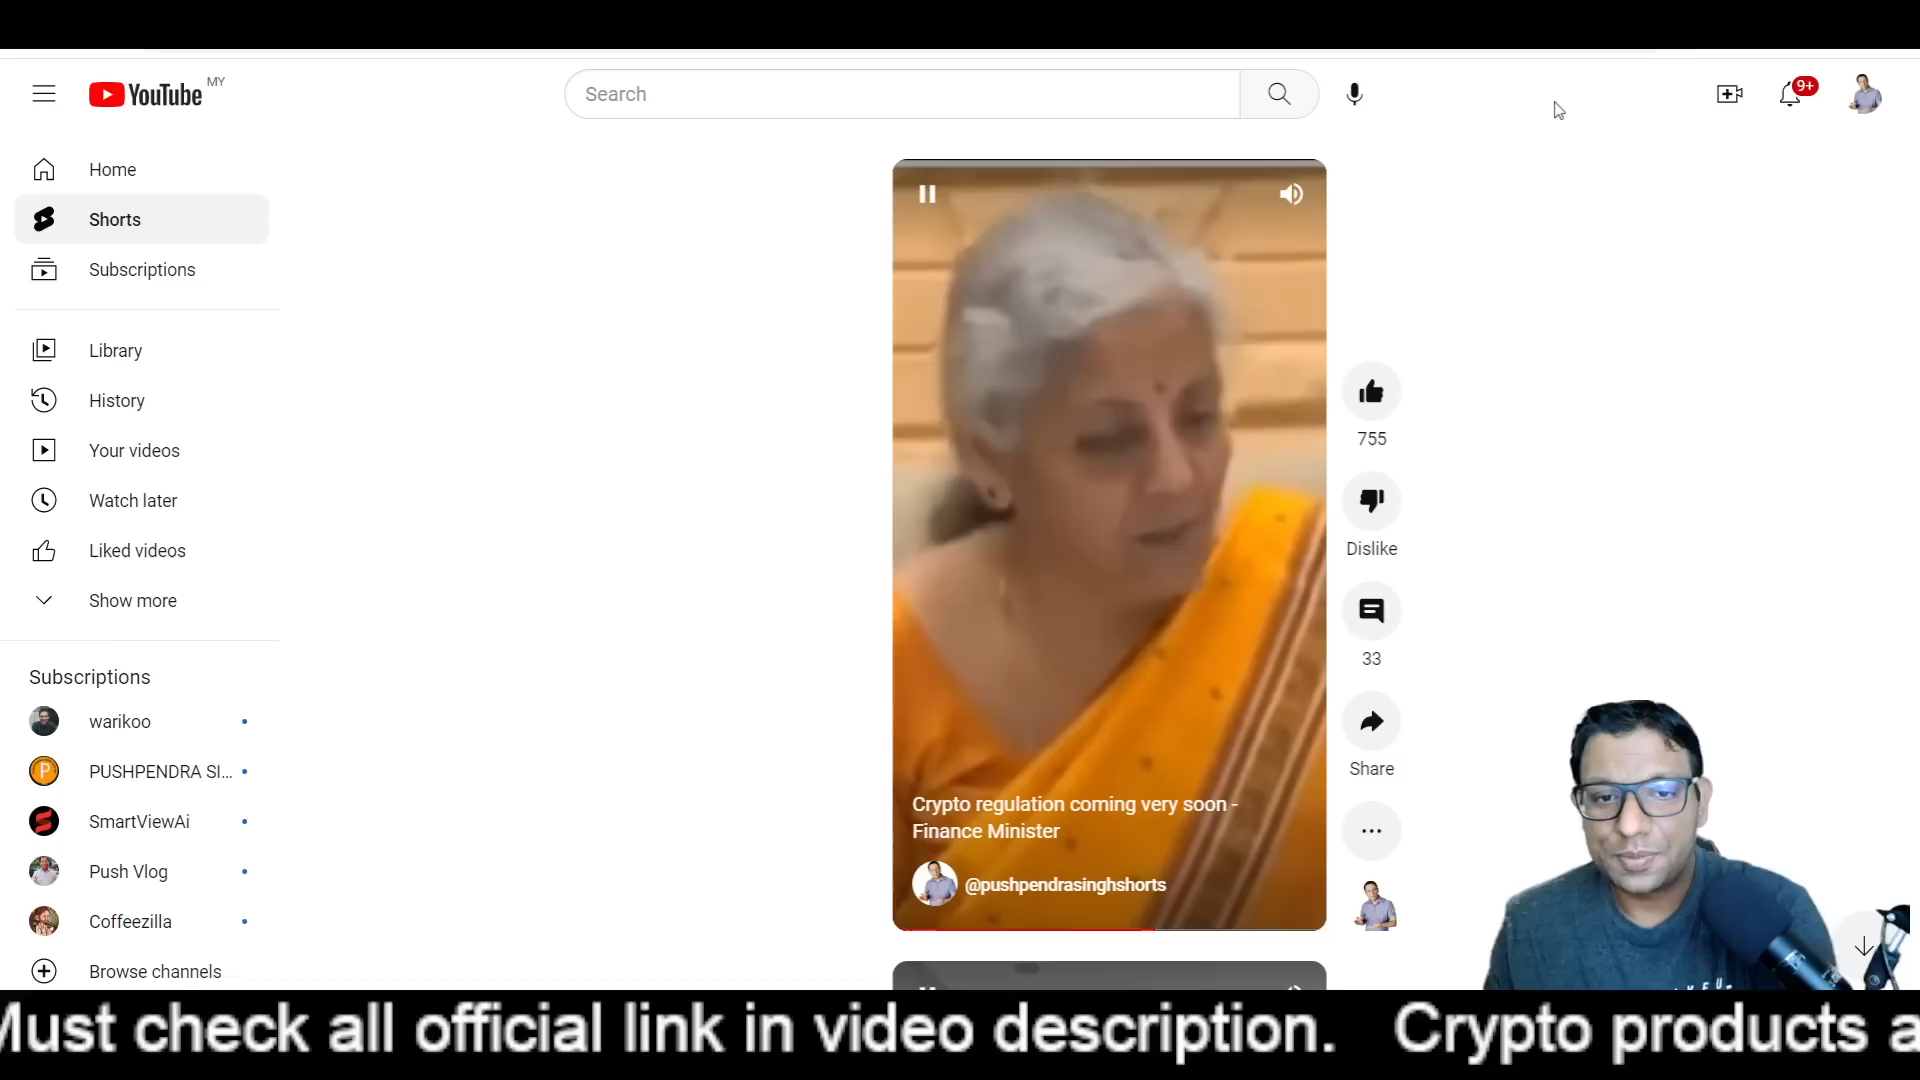 YouTube MY
Search
9+
Home
Shorts
Subscriptions
Library
History
Your videos
Watch later
Liked videos
Show more
Subscriptions
warikoo
P
PUSHPENDRA SI...
SmartViewAi
Push Vlog
Coffeezilla
Browse channels
Crypto regulation coming very soon -
Finance Minister
@pushpendrasinghshorts
755
Dislike
33
Share
Must check all official link in video description. Crypto products a